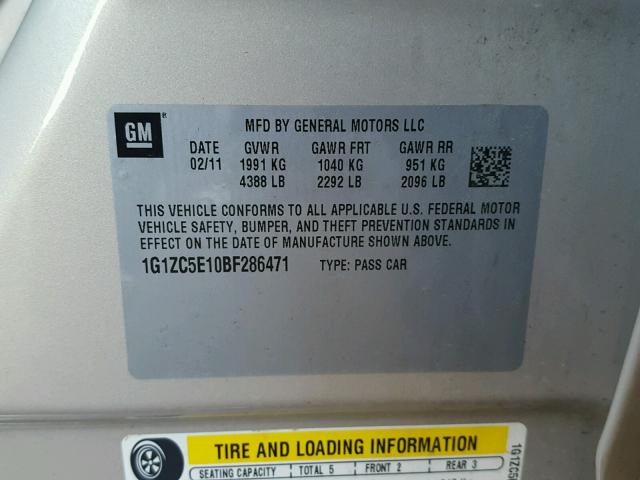 GM ®
MFD BY GENERAL MOTORS LLC
DATE GVWR GAWR FRT GAWR RR
02/11 1991 KG 1040 KG 951 KG
4388 LB 2292 LB 2096 LB
THIS VEHICLE CONFORMS TO ALL APPLICABLE U.S. FEDERAL MOTOR
VEHICLE SAFETY, BUMPER, AND THEFT PREVENTION STANDARDS IN
EFFECT ON THE DATE OF MANUFACTURE SHOWN ABOVE.
1G1ZC5E10BF286471 TYPE: PASS CAR
TIRE AND LOADING INFORMATION
SEATING CAPACITY TOTAL 5 FRONT 2 REAR 3
1G1ZC5